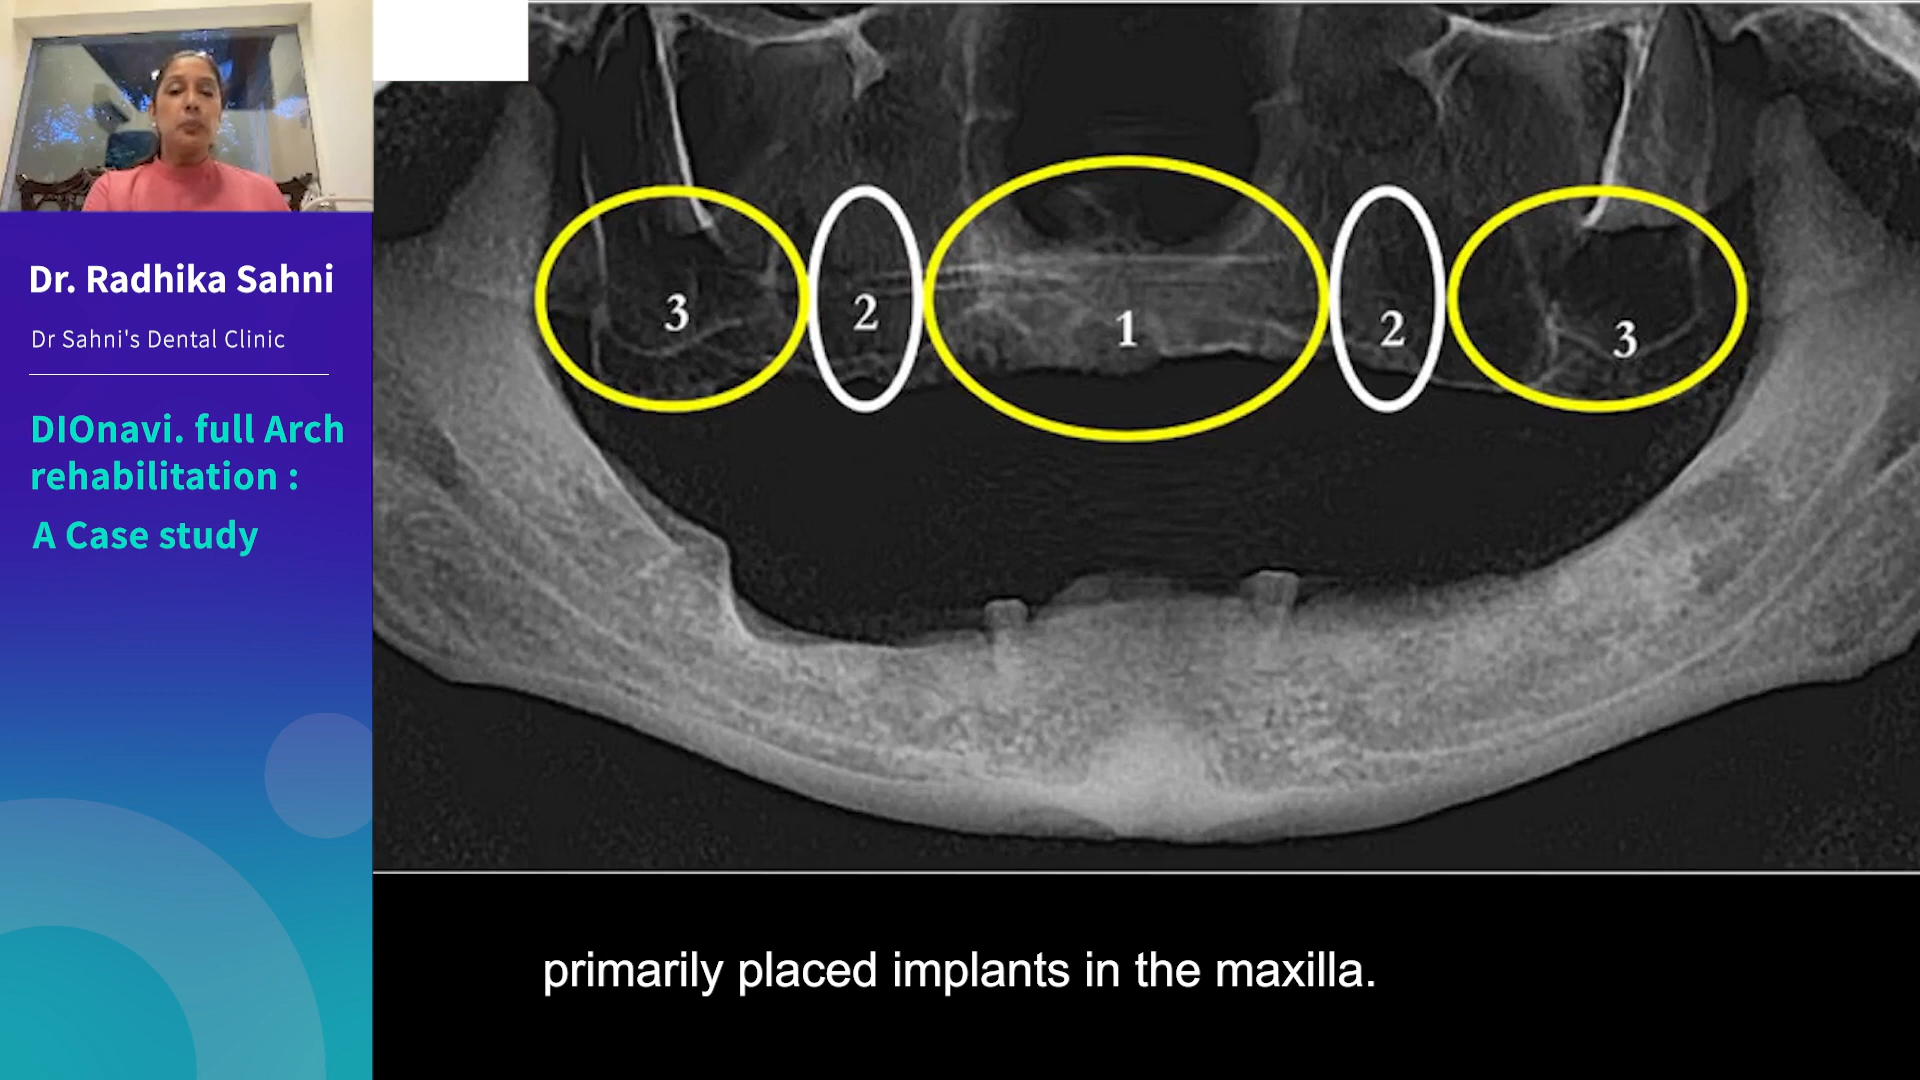 Dr. Radhika Sahni
Dr Sahni's Dental Clinic
DIOnavi. full Arch
rehabilitation :
A Case study
3
2
1
2
3
primarily placed implants in the maxilla.